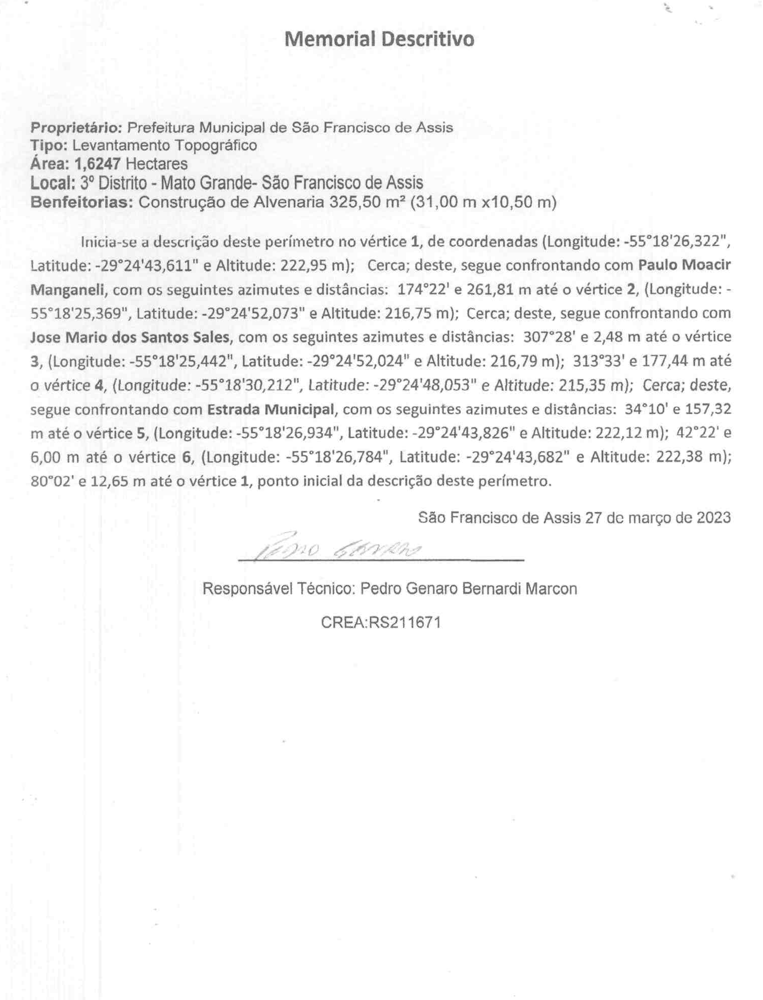 Memorial Descritivo
Proprietário: Prefeitura Municipal de São Francisco de Assis
Tipo: Levantamento Topográfico
Área: 1,6247 Hectares
Local: 3º Distrito - Mato Grande- São Francisco de Assis
Benfeitorias: Construção de Alvenaria 325,50 m² (31,00 m x10,50 m)
Inicia-se a descrição deste perímetro no vértice 1, de coordenadas (Longitude: -55°18'26,322",
Latitude: -29°24'43,611" e Altitude: 222,95 m); Cerca; deste, segue confrontando com Paulo Moacir
Manganeli, com os seguintes azimutes e distâncias: 174°22' e 261,81 m até o vértice 2, (Longitude: -
55°18'25,369", Latitude: -29°24'52,073" e Altitude: 216,75 m); Cerca; deste, segue confrontando com
Jose Mario dos Santos Sales, com os seguintes azimutes e distâncias: 307°28' e 2,48 m até o vértice
3, (Longitude: -55°18'25,442", Latitude: -29°24'52,024" e Altitude: 216,79 m); 313°33' e 177,44 m até
o vértice 4, (Longitude: -55°18'30,212", Latitude: -29°24'48,053" e Altitude: 215,35 m); Cerca; deste,
segue confrontando com Estrada Municipal, com os seguintes azimutes e distâncias: 34°10' e 157,32
m até o vértice 5, (Longitude: -55°18'26,934", Latitude: -29°24'43,826" e Altitude: 222,12 m); 42°22' e
6,00 m até o vértice 6, (Longitude: -55°18'26,784", Latitude: -29°24'43,682" e Altitude: 222,38 m);
80°02' e 12,65 m até o vértice 1, ponto inicial da descrição deste perímetro.
São Francisco de Assis 27 de março de 2023
Pedro Genaro
Responsável Técnico: Pedro Genaro Bernardi Marcon
CREA:RS211671